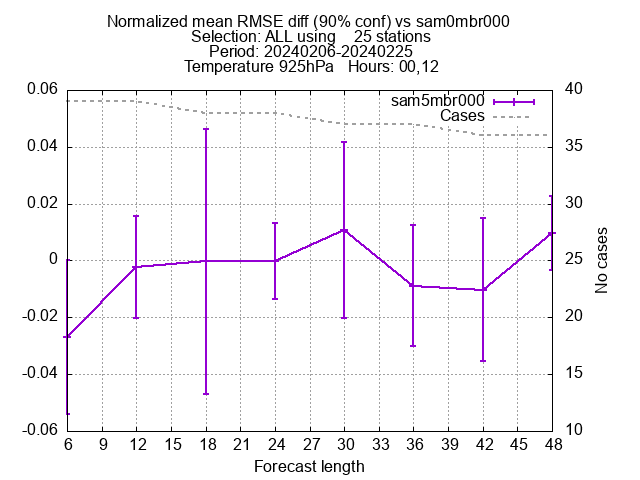 Normalized mean RMSE diff (90% conf) vs sam0mbr000
Selection: ALL using    25 stations
Period: 20240206-20240225
Temperature 925hPa   Hours: 00,12
sam5mbr000
Cases
0.06
0.04
0.02
0
-0.02
-0.04
-0.06
40
35
30
25
20
15
10
No cases
6 9 12 15 18 21 24 27 30 33 36 39 42 45 48
Forecast length